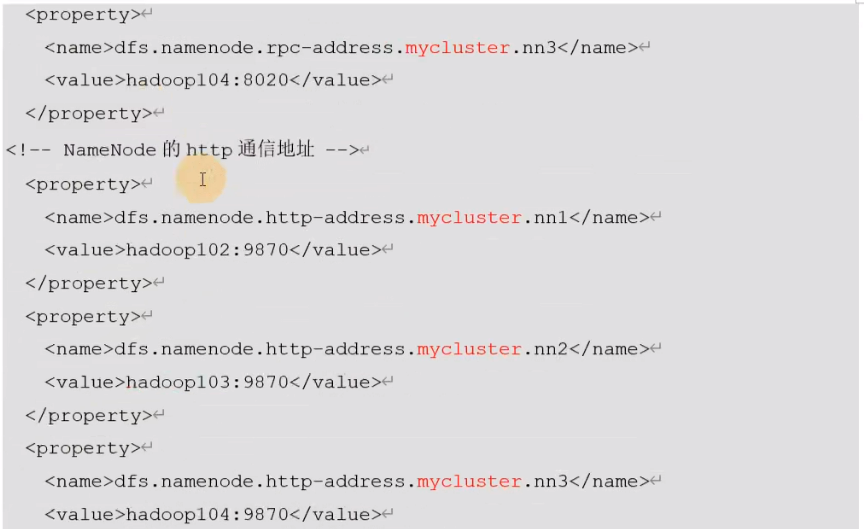 <property>
<name>dfs.namenode.rpc-address.mycluster.nn3</name>
<value>hadoop104:8020</value>
</property>
<!-- NameNode 的 http 通信地址 -->
<property>
<name>dfs.namenode.http-address.mycluster.nn1</name>
<value>hadoop102:9870</value>
</property>
<property>
<name>dfs.namenode.http-address.mycluster.nn2</name>
<value>hadoop103:9870</value>
</property>
<property>
<name>dfs.namenode.http-address.mycluster.nn3</name>
<value>hadoop104:9870</value>